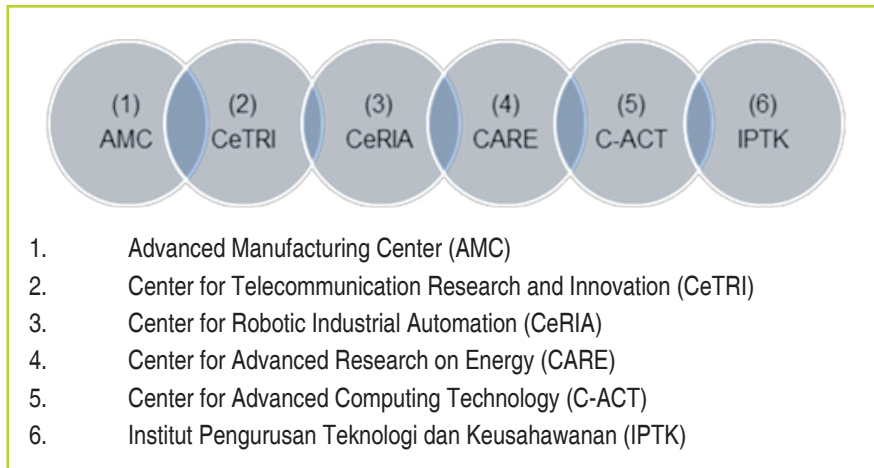 (1) (2) (3) (4) (5) (6)
AMC CeTRI CeRIA CARE C-ACT IPTK
1. Advanced Manufacturing Center (AMC)
2. Center for Telecommunication Research and Innovation (CeTRI)
3. Center for Robotic Industrial Automation (CeRIA)
4. Center for Advanced Research on Energy (CARE)
5. Center for Advanced Computing Technology (C-ACT)
6. Institut Pengurusan Teknologi dan Keusahawanan (IPTK)